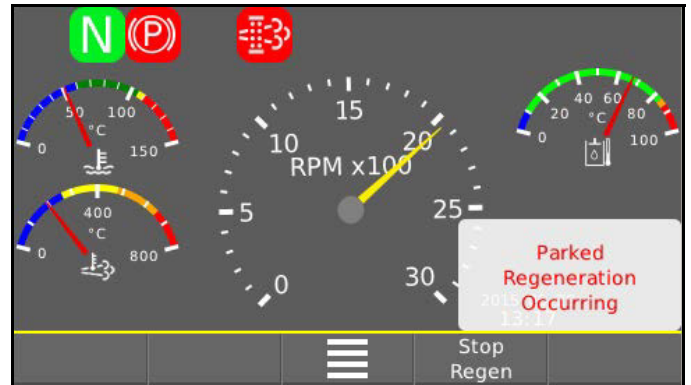 N (P)
50 100
°C
0 150
400
°C
0 800
15
10 20
RPM x100
5 25
0 30
40 60
20 °C 80
0 100
Parked
Regeneration
Occurring
13:17
Stop
Regen